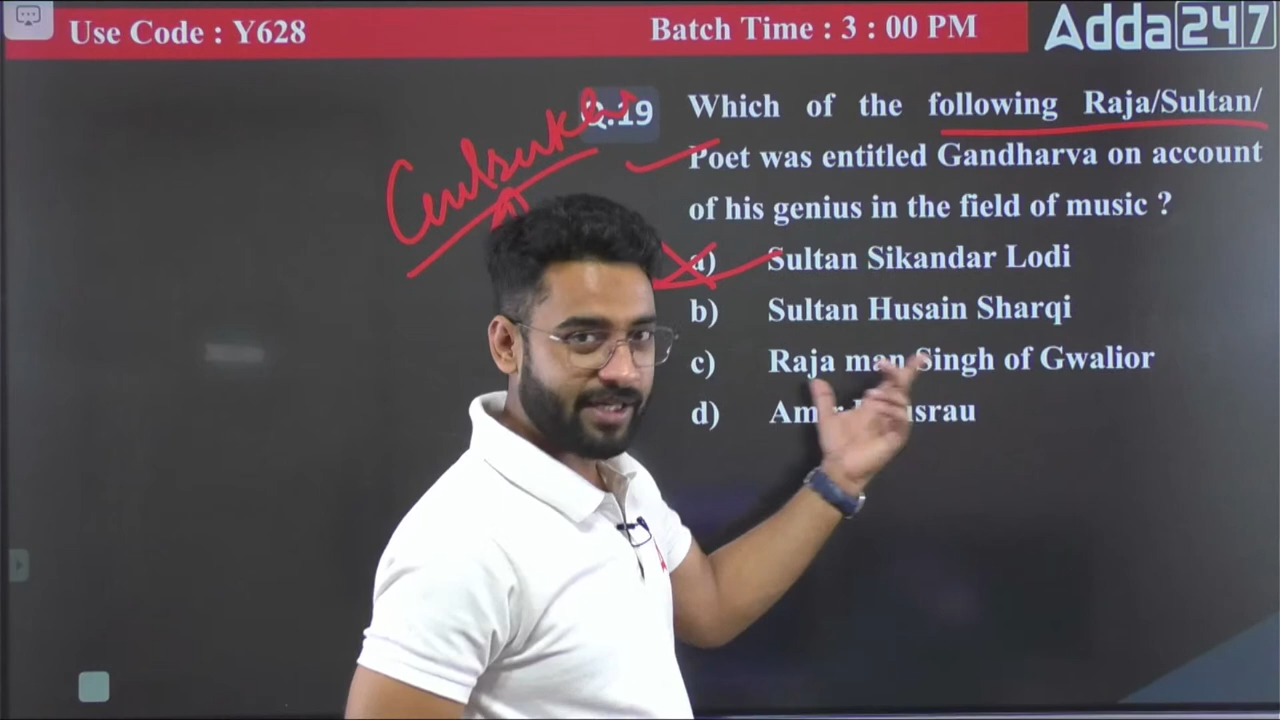 Use Code : Y628
Batch Time : 3 : 00 PM
Adda247
Q.19
Which of the following Raja/Sultan/
Poet was entitled Gandharva on account
of his genius in the field of music ?
a) Sultan Sikandar Lodi
b) Sultan Husain Sharqi
c) Raja man Singh of Gwalior
d)